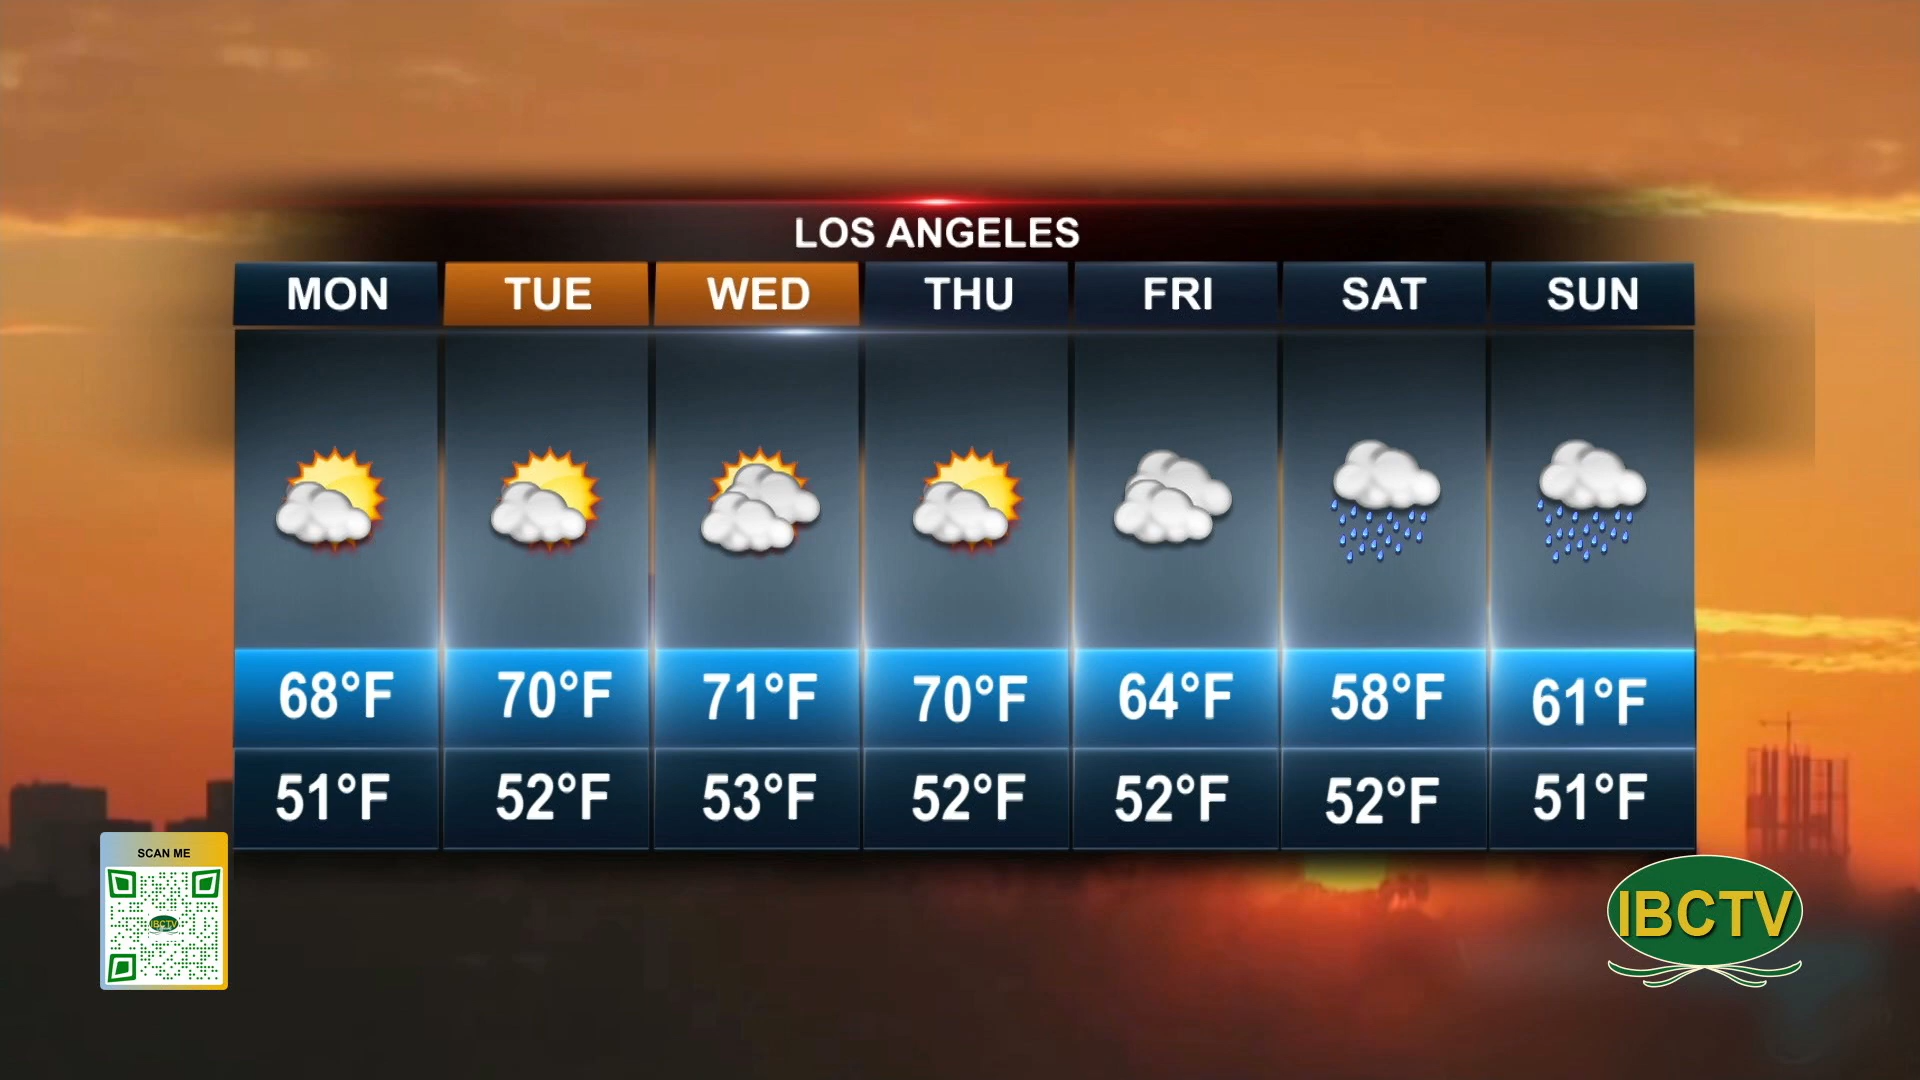 LOS ANGELES
MON TUE WED THU FRI SAT SUN
68°F 70°F 71°F 70°F 64°F 58°F 61°F
51°F 52°F 53°F 52°F 52°F 52°F 51°F
SCAN ME
IBCTV
IBCTV